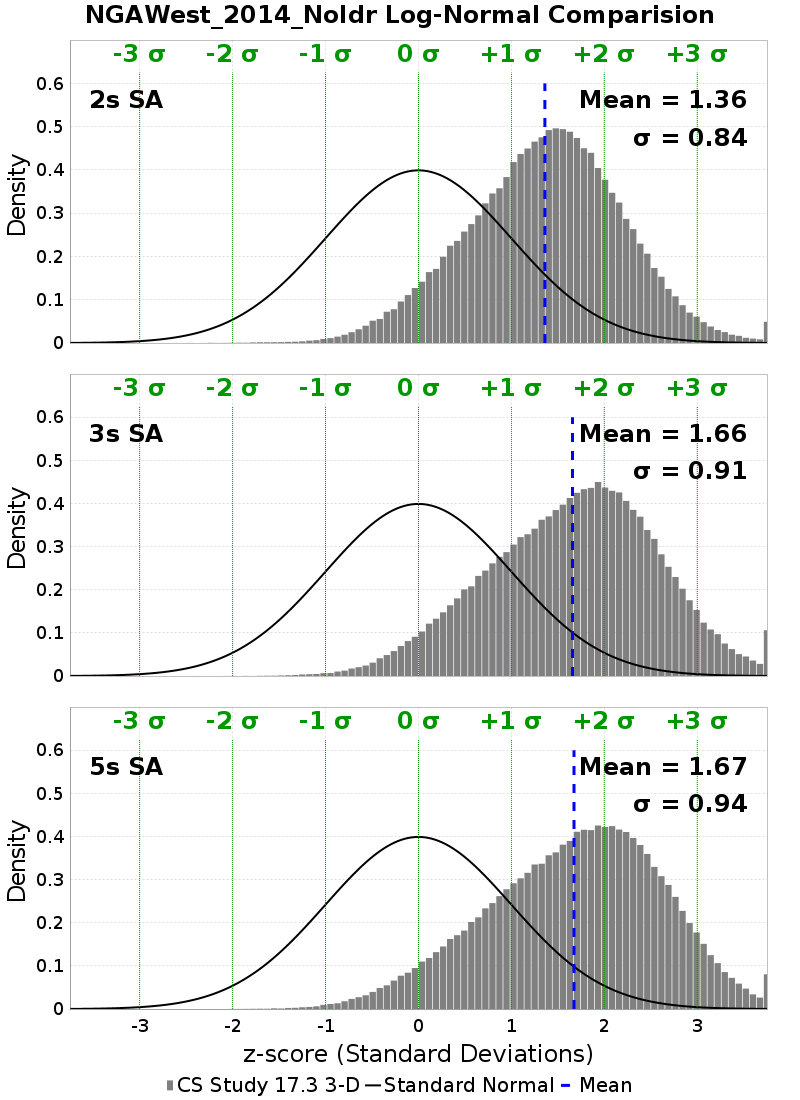 NGAWest_2014_NoIdr Log-Normal Comparision
-3 σ -2 σ -1 σ 0 σ +1 σ +2 σ +3 σ
0.6
2s SA
Mean = 1.36
0.5
σ = 0.84
0.4
Density
0.3
0.2
0.1
0
-3 σ -2 σ -1 σ 0 σ +1 σ +2 σ +3 σ
0.6
3s SA
Mean = 1.66
0.5
σ = 0.91
0.4
Density
0.3
0.2
0.1
0
-3 σ -2 σ -1 σ 0 σ +1 σ +2 σ +3 σ
0.6
5s SA
Mean = 1.67
0.5
σ = 0.94
0.4
Density
0.3
0.2
0.1
0
-3 -2 -1 0 1 2 3
z-score (Standard Deviations)
CS Study 17.3 3-D Standard Normal Mean